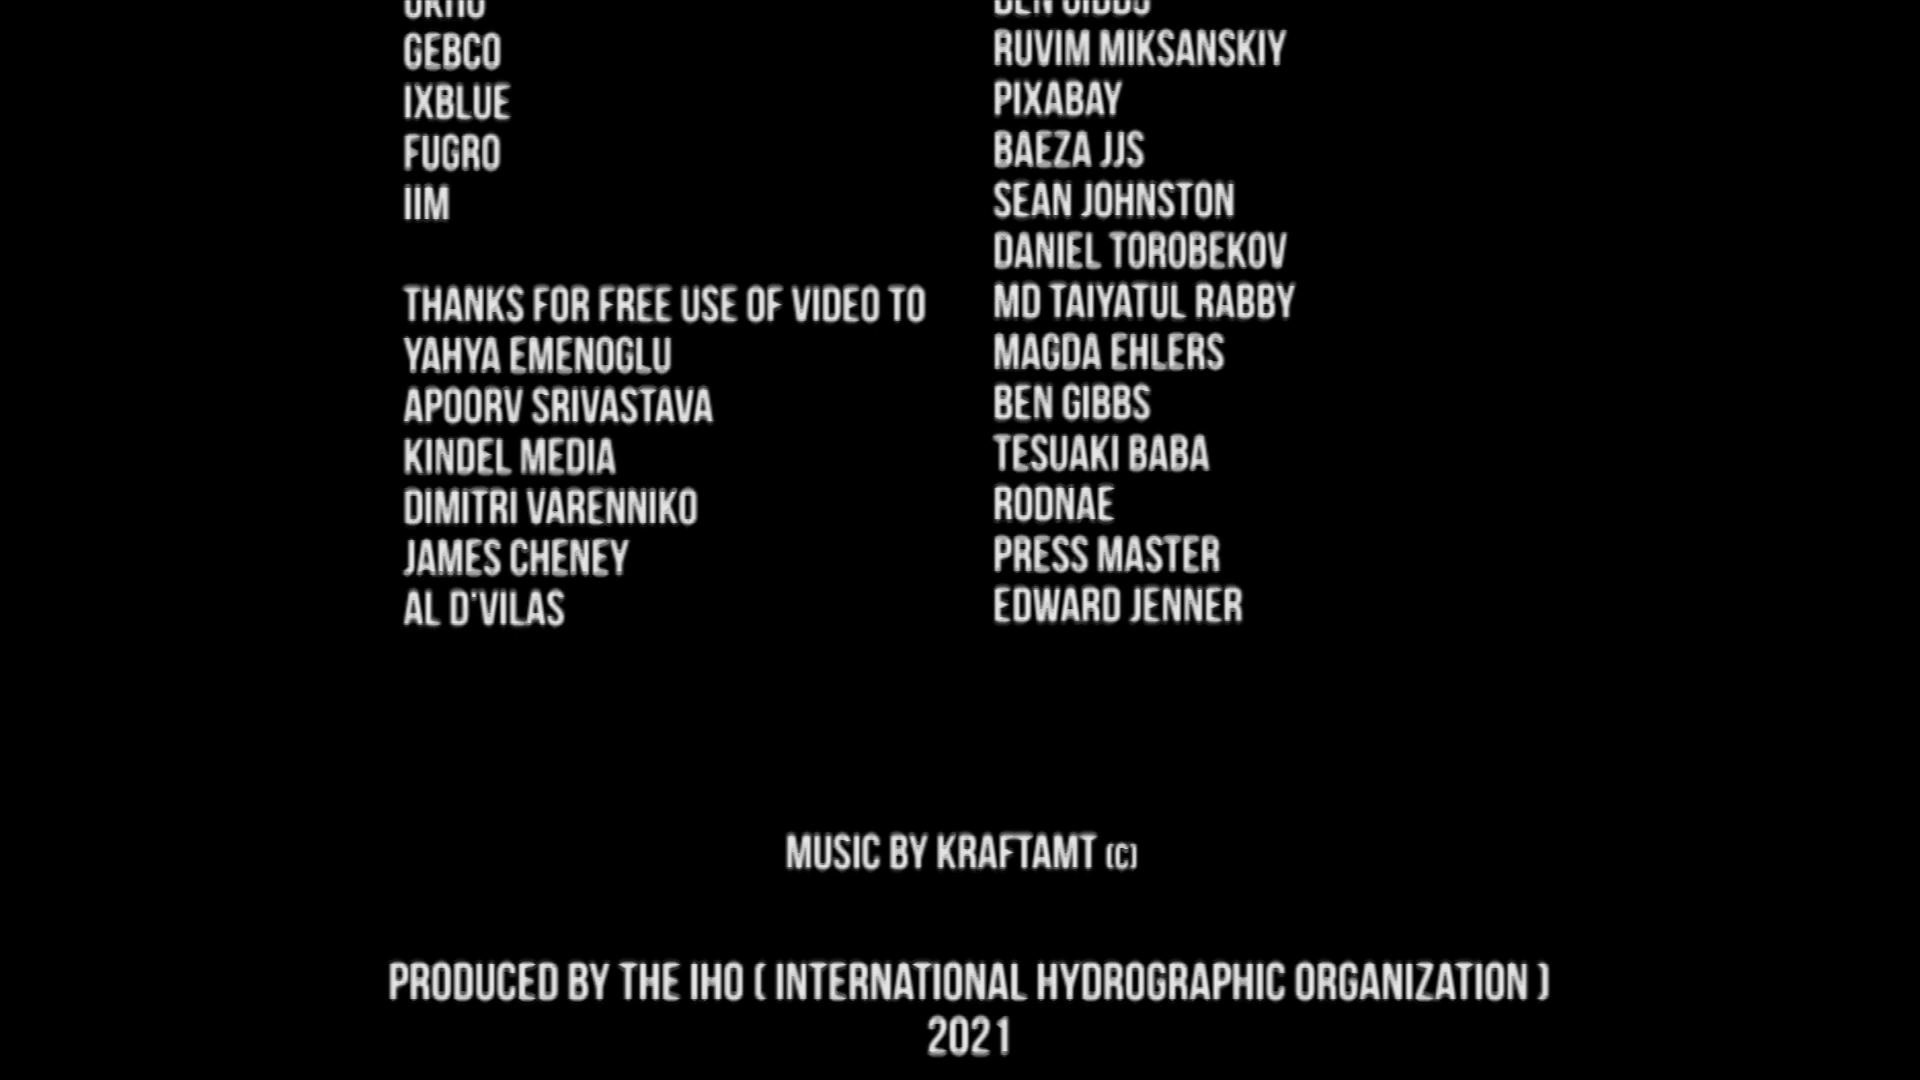 GEBCO
IXBLUE
FUGRO
IIM
THANKS FOR FREE USE OF VIDEO TO
YAHYA EMENOGLU
APOORV SRIVASTAVA
KINDEL MEDIA
DIMITRI VARENNIKO
JAMES CHENEY
AL D'VILAS
BEN GIBBS
RUVIM MIKSANSKIY
PIXABAY
BAEZA JJS
SEAN JOHNSTON
DANIEL TOROBEKOV
MD TAIYATUL RABBY
MAGDA EHLERS
BEN GIBBS
TESUAKI BABA
RODNAE
PRESS MASTER
EDWARD JENNER
MUSIC BY KRAFTAMT (C)
PRODUCED BY THE IHO ( INTERNATIONAL HYDROGRAPHIC ORGANIZATION )
2021